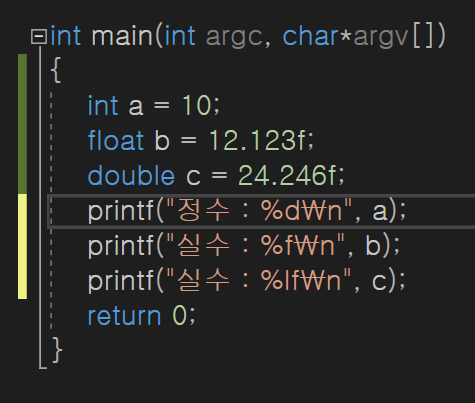 int main(int argc, char*argv[])
{
int a = 10;
float b = 12.123f;
double c = 24.246f;
printf("정수 : %d₩n", a);
printf("실수 : %f₩n", b);
printf("실수 : %lf₩n", c);
return 0;
}